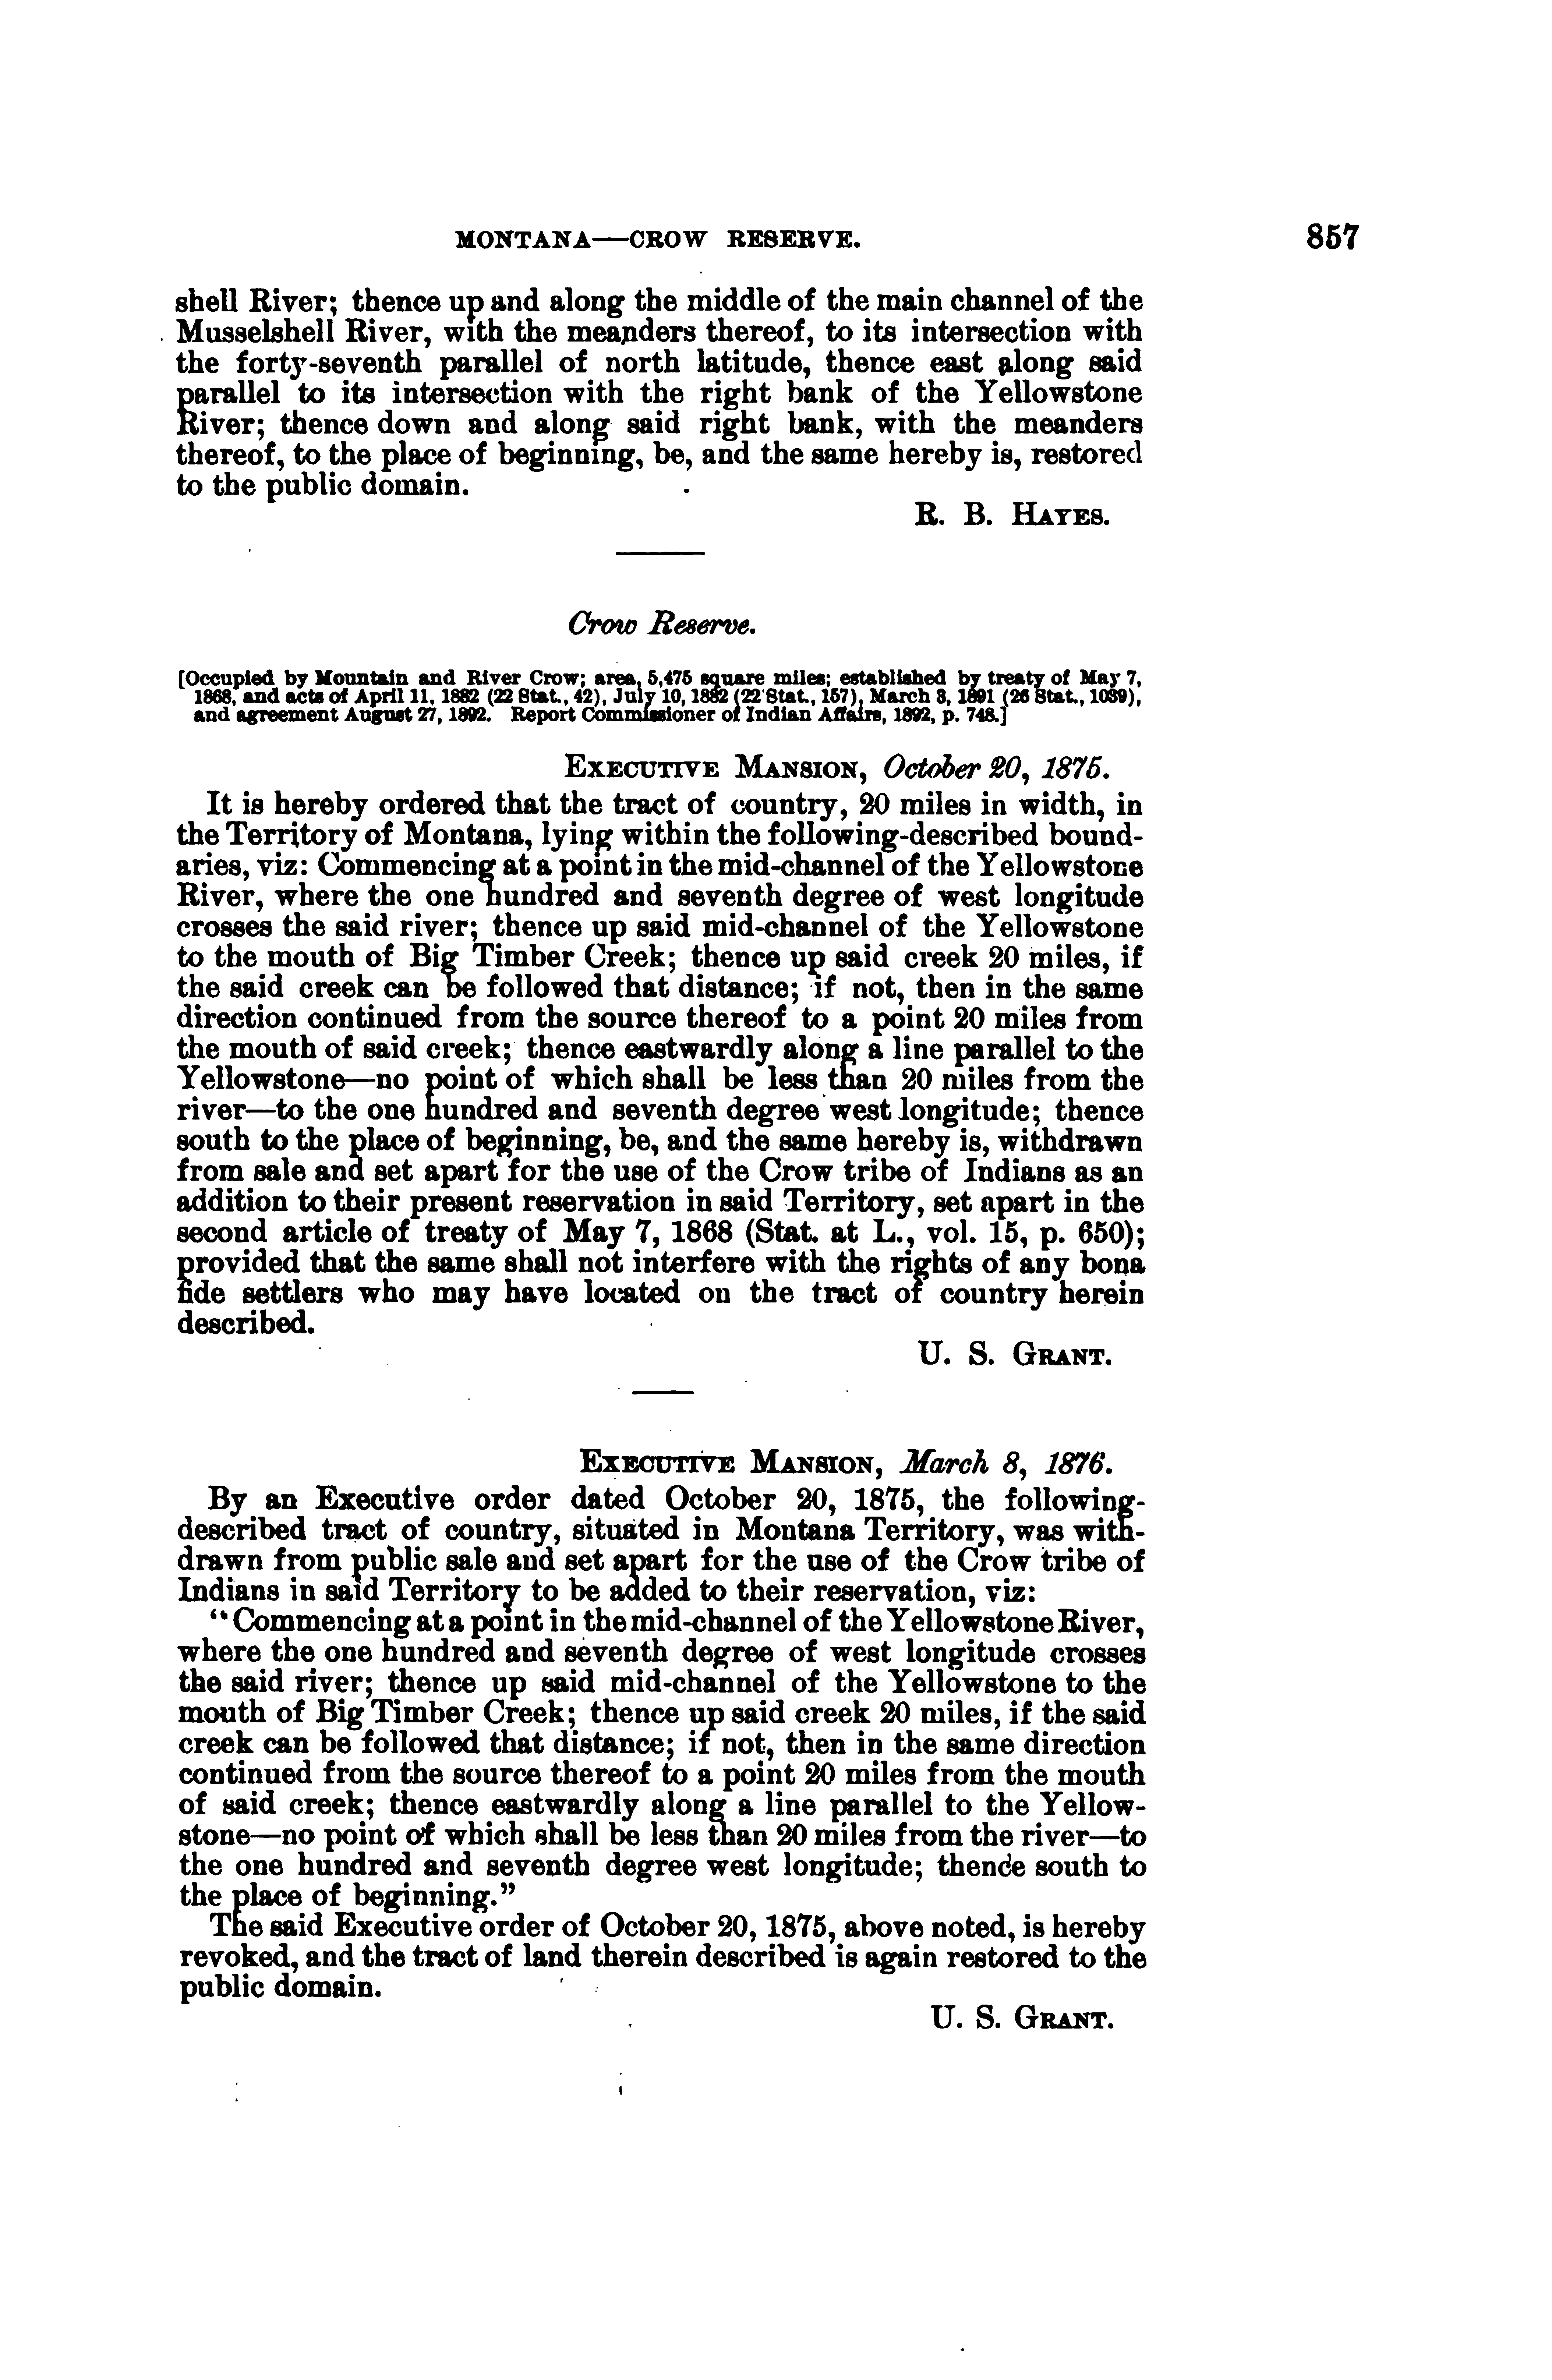 MONTANA—CROW RESERVE. 857
shell River; thence up and along the middle of the main channel of the
Musselshell River, with the meanders thereof, to its intersection with
the forty-seventh parallel of north latitude, thence east along said
parallel to its intersection with the right bank of the Yellowstone
River; thence down and along said right bank, with the meanders
thereof, to the place of beginning, be, and the same hereby is, restored
to the public domain.
R. B. HAYES.
Crow Reserve.
[Occupied by Mountain and River Crow; area, 5,475 square miles; established by treaty of May 7,
1868, and acts of April 11, 1882 (22 Stat., 42), July 10, 1882 (22 Stat., 157), March 3, 1891 (26 Stat., 1039),
and agreement August 27, 1892. Report Commissioner of Indian Affairs, 1892, p. 748.]
EXECUTIVE MANSION, October 20, 1875.
It is hereby ordered that the tract of country, 20 miles in width, in
the Territory of Montana, lying within the following-described bound-
aries, viz: Commencing at a point in the mid-channel of the Yellowstone
River, where the one hundred and seventh degree of west longitude
crosses the said river; thence up said mid-channel of the Yellowstone
to the mouth of Big Timber Creek; thence up said creek 20 miles, if
the said creek can be followed that distance; if not, then in the same
direction continued from the source thereof to a point 20 miles from
the mouth of said creek; thence eastwardly along a line parallel to the
Yellowstone—no point of which shall be less than 20 miles from the
river—to the one hundred and seventh degree west longitude; thence
south to the place of beginning, be, and the same hereby is, withdrawn
from sale and set apart for the use of the Crow tribe of Indians as an
addition to their present reservation in said Territory, set apart in the
second article of treaty of May 7, 1868 (Stat. at L., vol. 15, p. 650);
provided that the same shall not interfere with the rights of any bona
fide settlers who may have located on the tract of country herein
described.
U. S. GRANT.
EXECUTIVE MANSION, March 8, 1876.
By an Executive order dated October 20, 1875, the following-
described tract of country, situated in Montana Territory, was with-
drawn from public sale and set apart for the use of the Crow tribe of
Indians in said Territory to be added to their reservation, viz:
"Commencing at a point in the mid-channel of the Yellowstone River,
where the one hundred and seventh degree of west longitude crosses
the said river; thence up said mid-channel of the Yellowstone to the
mouth of Big Timber Creek; thence up said creek 20 miles, if the said
creek can be followed that distance; if not, then in the same direction
continued from the source thereof to a point 20 miles from the mouth
of said creek; thence eastwardly along a line parallel to the Yellow-
stone—no point of which shall be less than 20 miles from the river—to
the one hundred and seventh degree west longitude; thence south to
the place of beginning."
The said Executive order of October 20, 1875, above noted, is hereby
revoked, and the tract of land therein described is again restored to the
public domain.
U. S. GRANT.